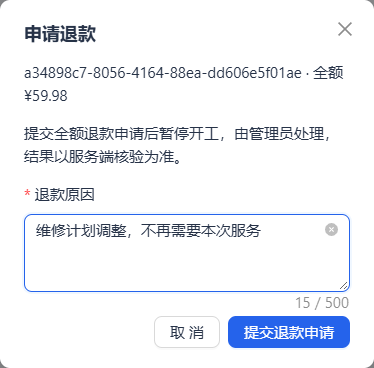 申请退款
a34898c7-8056-4164-88ea-dd606e5f01ae · 全额
¥59.98
提交全额退款申请后暂停开工，由管理员处理，
结果以服务端核验为准。
* 退款原因
维修计划调整，不再需要本次服务
15 / 500
取 消
提交退款申请